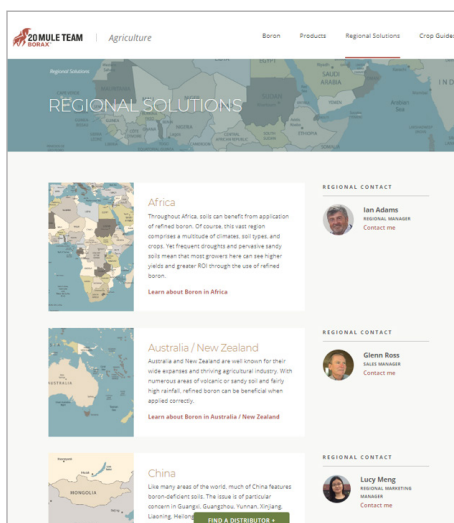 20 MULE TEAM
BORAX
Agriculture
Boron
Products
Regional Solutions
Crop Guides
Regional Solutions
REGIONAL SOLUTIONS
SAUDI
ARABIA
Africa
Throughout Africa, soils can benefit from application
of refined boron. Of course, this vast region
comprises a multitude of climates, soil types, and
crops. Yet frequent droughts and pervasive sandy
soils mean that most growers here can see higher
yields and greater ROI through the use of refined
boron.
Learn about Boron in Africa
REGIONAL CONTACT
Ian Adams
REGIONAL MANAGER
Contact me
AUSTRALIA
Australia / New Zealand
Australia and New Zealand are well known for their
wide expanses and thriving agricultural industry. With
numerous areas of volcanic or sandy soil and fairly
high rainfall, refined boron can be beneficial when
applied correctly.
Learn about Boron in Australia / New Zealand
REGIONAL CONTACT
Glenn Ross
SALES MANAGER
Contact me
MONGOLIA
China
Like many areas of the world, much of China features
boron-deficient soils. The issue is of particular
concern in Guangxi, Guangzhou, Yunnan, Xinjiang,
Liaoning,
REGIONAL CONTACT
Lucy Meng
REGIONAL MARKETING
MANAGER
Contact me
FIND A DISTRIBUTOR